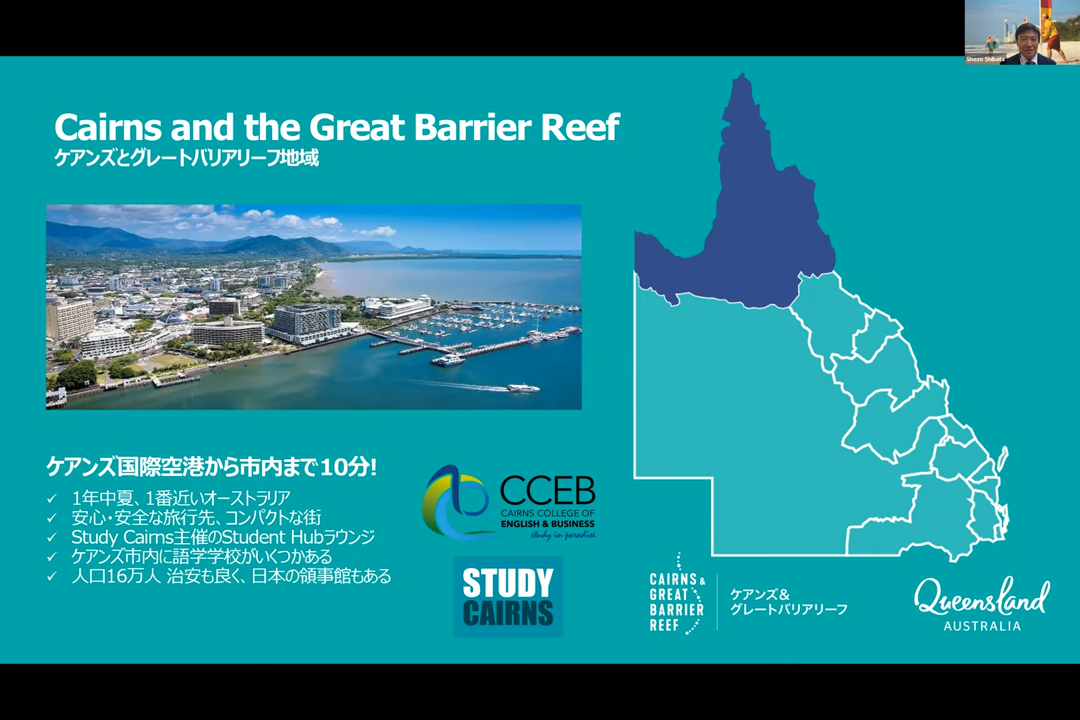 Shozo Shibata
Cairns and the Great Barrier Reef
ケアンズとグレートバリアリーフ地域
ケアンズ国際空港から市内まで10分!
✓ 1年中夏、1番近いオーストラリア
✓ 安心・安全な旅行先、コンパクトな街
✓ Study Cairns主催のStudent Hubラウンジ
✓ ケアンズ市内に語学学校がいくつかある
✓ 人口16万人 治安も良く、日本の領事館もある
CCEB
CAIRNS COLLEGE OF
ENGLISH & BUSINESS
study in paradise
STUDY
CAIRNS
CAIRNS &
GREAT
BARRIER
REEF
ケアンズ&
グレートバリアリーフ
Queensland
AUSTRALIA